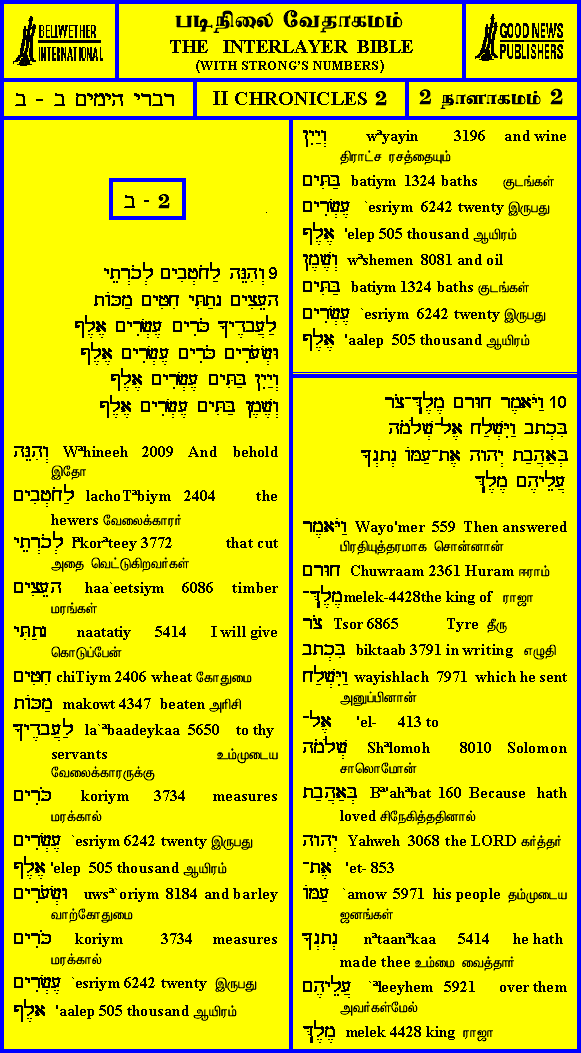 BELLWETHER
INTERNATIONAL
படிநிலை வேதாகமம்
THE INTERLAYER BIBLE
(WITH STRONG'S NUMBERS)
GOOD NEWS
PUBLISHERS
דברי הימים ב - ב
II CHRONICLES 2
2 நாளாகமம் 2
ב - 2
9 וְהִנֵּה לַחֹטְבִים לְכֹרְתֵי
הָעֵצִים נָתַתִּי חִטִּים מַכּוֹת
לַעֲבָדֶיךָ כֹּרִים עֶשְׂרִים אֶלֶף
וּשְׂעֹרִים כֹּרִים עֶשְׂרִים אֶלֶף
וְיַיִן בַּתִּים עֶשְׂרִים אֶלֶף
וְשֶׁמֶן בַּתִּים עֶשְׂרִים אֶלֶף
וְהִנֵּה Wᵃhineeh 2009 And behold
இதோ
לַחֹטְבִים lachoTᵃbiym 2404 the
hewers வேலைக்காரர்
לְכֹרְתֵי lᵃkorᵃteey 3772 that cut
அதை வெட்டுகிறவர்கள்
הָעֵצִים haa`eetsiym 6086 timber
மரங்கள்
נָתַתִּי naatatiy 5414 I will give
கொடுப்பேன்
חִטִּים chiTiym 2406 wheat கோதுமை
מַכּוֹת makowt 4347 beaten அரிசி
לַעֲבָדֶיךָ la`ᵃbaadeykaa 5650 to thy
servants உம்முடைய
வேலைக்காரருக்கு
כֹּרִים koriym 3734 measures
மரக்கால்
עֶשְׂרִים `esriym 6242 twenty இருபது
אֶלֶף 'elep 505 thousand ஆயிரம்
וּשְׂעֹרִים uwsᵃ`oriym 8184 and barley
வாற்கோதுமை
כֹּרִים koriym 3734 measures
மரக்கால்
עֶשְׂרִים `esriym 6242 twenty இருபது
אֶלֶף 'aalep 505 thousand ஆயிரம்
וְיַיִן wᵃyayin 3196 and wine
திராட்ச ரசத்தையும்
בַּתִּים batiym 1324 baths குடங்கள்
עֶשְׂרִים `esriym 6242 twenty இருபது
אֶלֶף 'elep 505 thousand ஆயிரம்
וְשֶׁמֶן wᵃshemen 8081 and oil
בַּתִּים batiym 1324 baths குடங்கள்
עֶשְׂרִים `esriym 6242 twenty இருபது
אֶלֶף 'aalep 505 thousand ஆயிரம்
10 וַיֹּאמֶר חוּרָם מֶלֶךְ־צֹר
בִּכְתָב וַיִּשְׁלַח אֶל־שְׁלֹמֹה
בְּאַהֲבַת יְהוָה אֶת־עַמּוֹ נְתָנְךָ
עֲלֵיהֶם מֶלֶךְ
וַיֹּאמֶר Wayo'mer 559 Then answered
பிரதியுத்தரமாக சொன்னான்
חוּרָם Chuwraam 2361 Huram ஈராம்
מֶלֶךְ־ melek-4428the king of ராஜா
צֹר Tsor 6865 Tyre தீரு
בִּכְתָב biktaab 3791 in writing எழுதி
וַיִּשְׁלַח wayishlach 7971 which he sent
அனுப்பினான்
אֶל־ 'el- 413 to
שְׁלֹמֹה Shᵃlomoh 8010 Solomon
சாலொமோன்
בְּאַהֲבַת Bᵃ'ahᵃbat 160 Because hath
loved சிநேகித்ததினால்
יְהוָה Yahweh 3068 the LORD கர்த்தர்
אֶת־ 'et- 853
עַמּוֹ `amow 5971 his people தம்முடைய
ஜனங்கள்
נְתָנְךָ nᵃtaanᵃkaa 5414 he hath
made thee உம்மை வைத்தார்
עֲלֵיהֶם `ᵃleeyhem 5921 over them
அவர்கள்மேல்
מֶלֶךְ melek 4428 king ராஜா